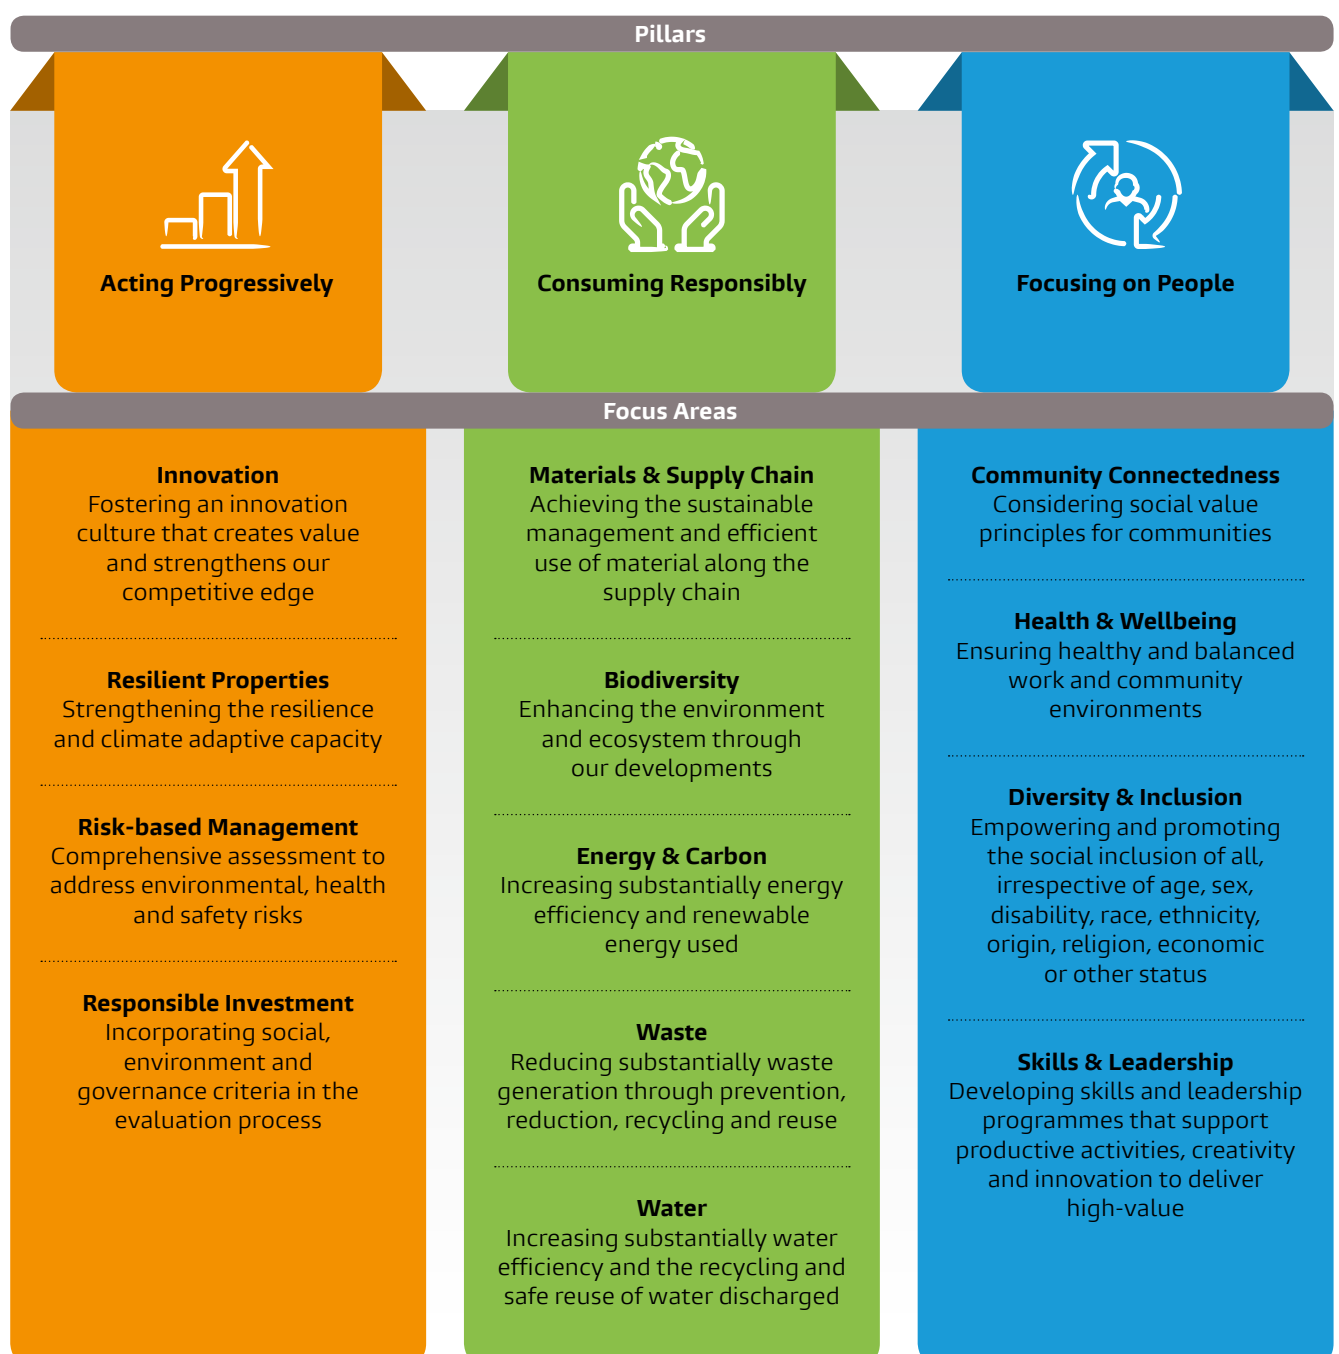 Pillars
Acting Progressively
Consuming Responsibly
Focusing on People
Focus Areas
Innovation
Fostering an innovation
culture that creates value
and strengthens our
competitive edge
Resilient Properties
Strengthening the resilience
and climate adaptive capacity
Risk-based Management
Comprehensive assessment to
address environmental, health
and safety risks
Responsible Investment
Incorporating social,
environment and
governance criteria in the
evaluation process
Materials & Supply Chain
Achieving the sustainable
management and efficient
use of material along the
supply chain
Biodiversity
Enhancing the environment
and ecosystem through
our developments
Energy & Carbon
Increasing substantially energy
efficiency and renewable
energy used
Waste
Reducing substantially waste
generation through prevention,
reduction, recycling and reuse
Water
Increasing substantially water
efficiency and the recycling and
safe reuse of water discharged
Community Connectedness
Considering social value
principles for communities
Health & Wellbeing
Ensuring healthy and balanced
work and community
environments
Diversity & Inclusion
Empowering and promoting
the social inclusion of all,
irrespective of age, sex,
disability, race, ethnicity,
origin, religion, economic
or other status
Skills & Leadership
Developing skills and leadership
programmes that support
productive activities, creativity
and innovation to deliver
high-value